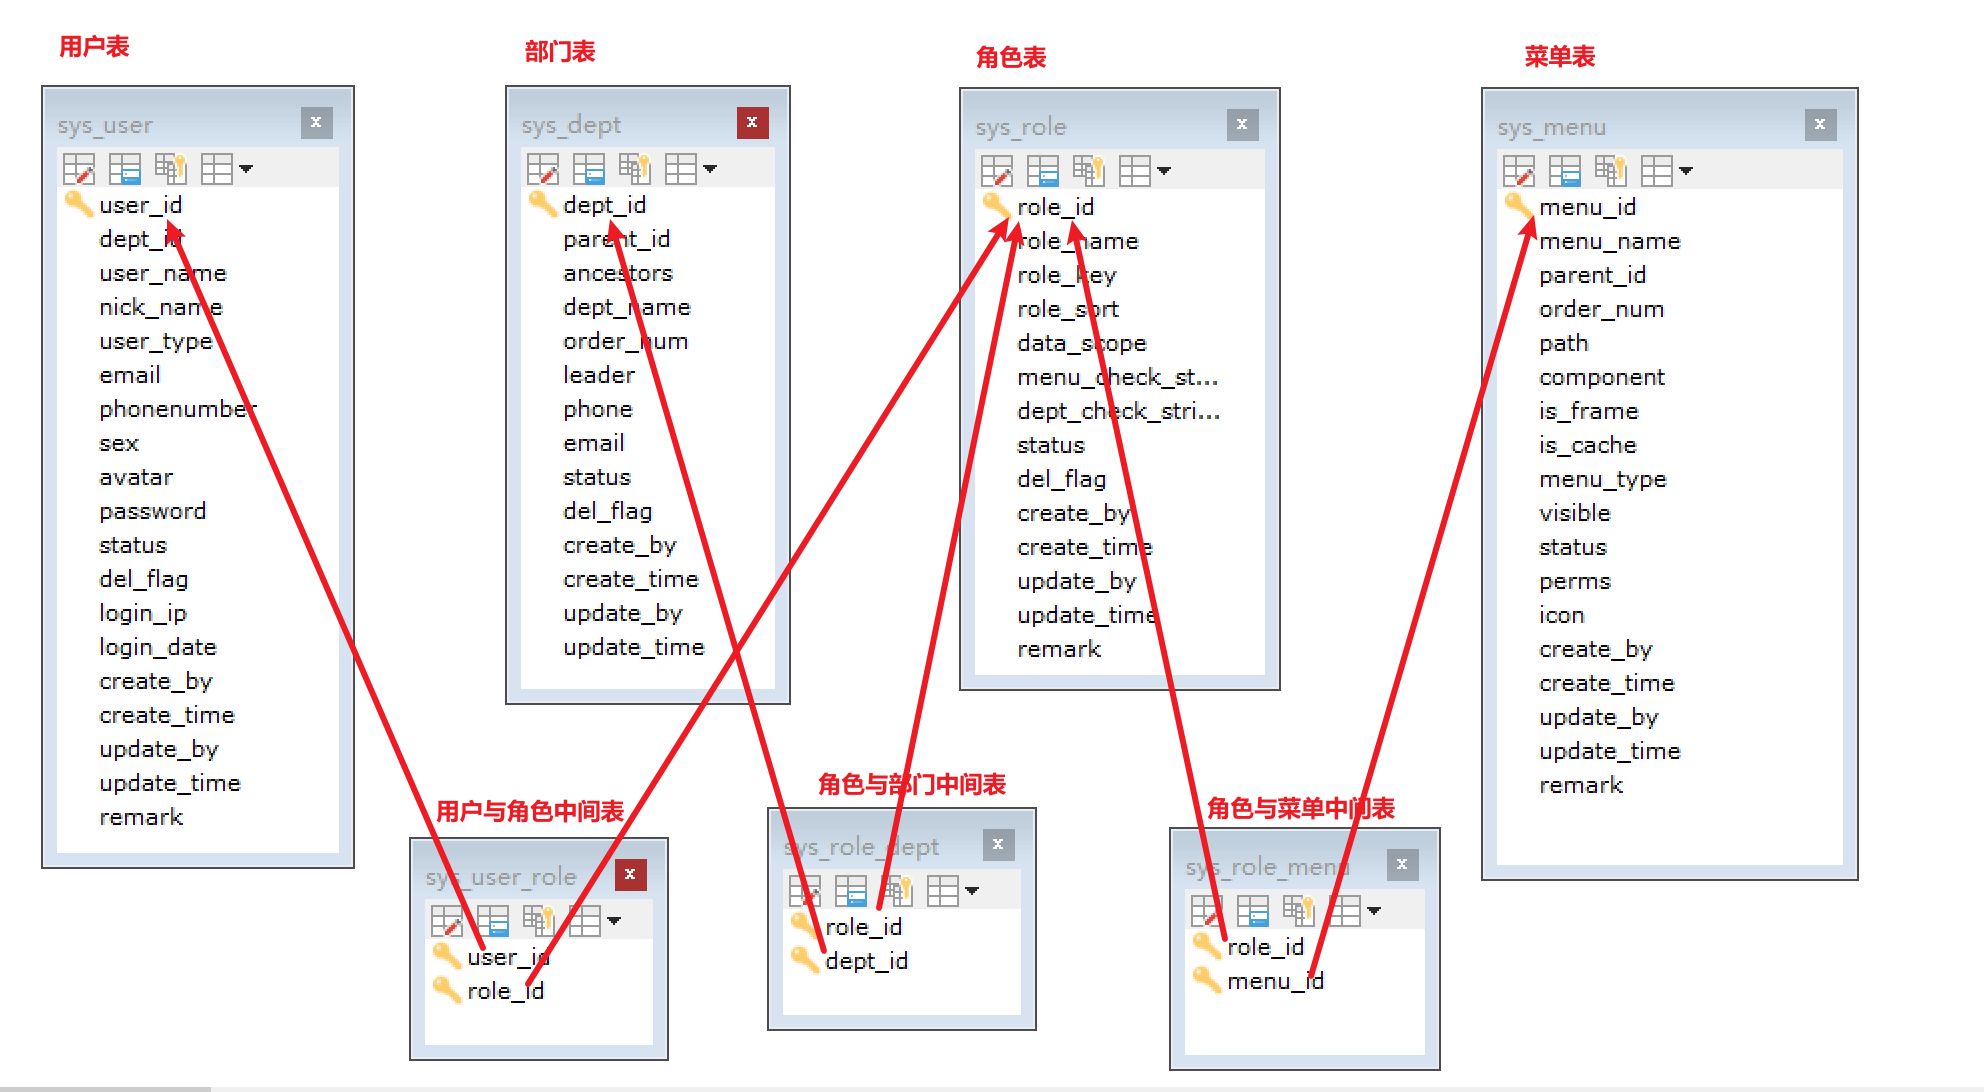 用户表
sys_user
user_id
dept_id
user_name
nick_name
user_type
email
phonenumber
sex
avatar
password
status
del_flag
login_ip
login_date
create_by
create_time
update_by
update_time
remark
部门表
sys_dept
dept_id
parent_id
ancestors
dept_name
order_num
leader
phone
email
status
del_flag
create_by
create_time
update_by
update_time
角色表
sys_role
role_id
role_name
role_key
role_sort
data_scope
menu_check_st...
dept_check_stri...
status
del_flag
create_by
create_time
update_by
update_time
remark
菜单表
sys_menu
menu_id
menu_name
parent_id
order_num
path
component
is_frame
is_cache
menu_type
visible
status
perms
icon
create_by
create_time
update_by
update_time
remark
用户与角色中间表
sys_user_role
user_id
role_id
角色与部门中间表
sys_role_dept
role_id
dept_id
角色与菜单中间表
sys_role_menu
role_id
menu_id